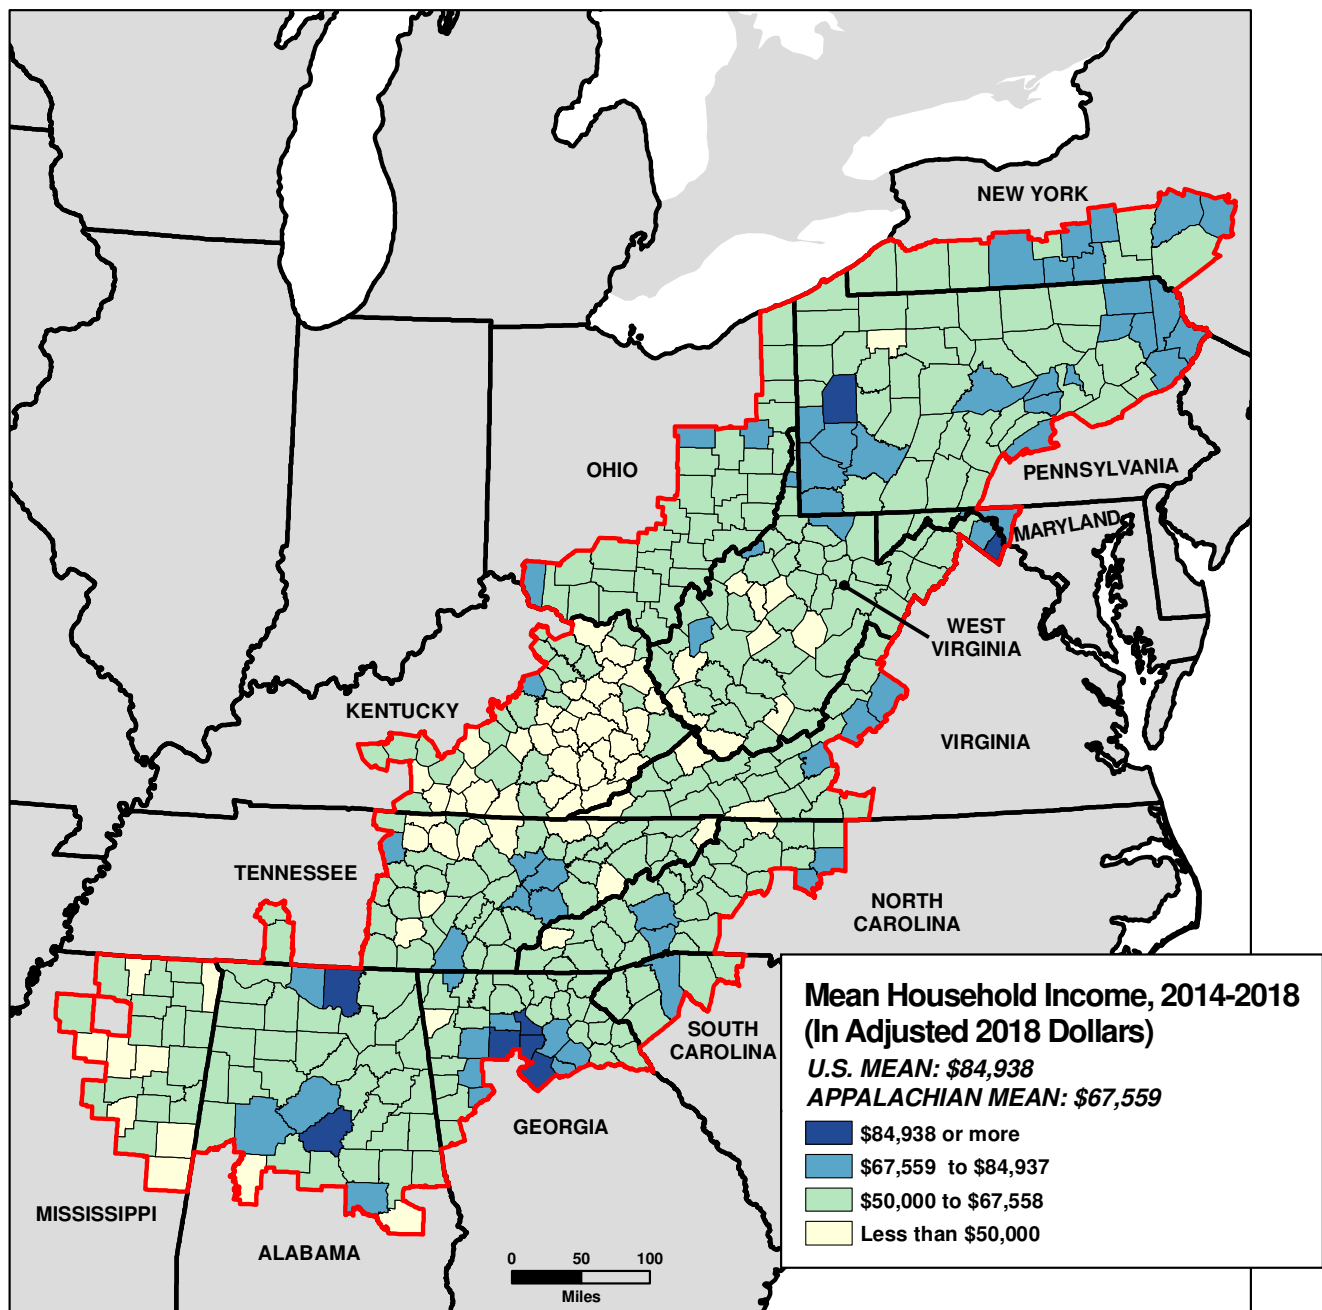 NEW YORK
OHIO
PENNSYLVANIA
MARYLAND
WEST
VIRGINIA
KENTUCKY
VIRGINIA
TENNESSEE
NORTH
CAROLINA
SOUTH
CAROLINA
GEORGIA
MISSISSIPPI
ALABAMA
0 50 100
Miles
Mean Household Income, 2014-2018
(In Adjusted 2018 Dollars)
U.S. MEAN: $84,938
APPALACHIAN MEAN: $67,559
$84,938 or more
$67,559 to $84,937
$50,000 to $67,558
Less than $50,000